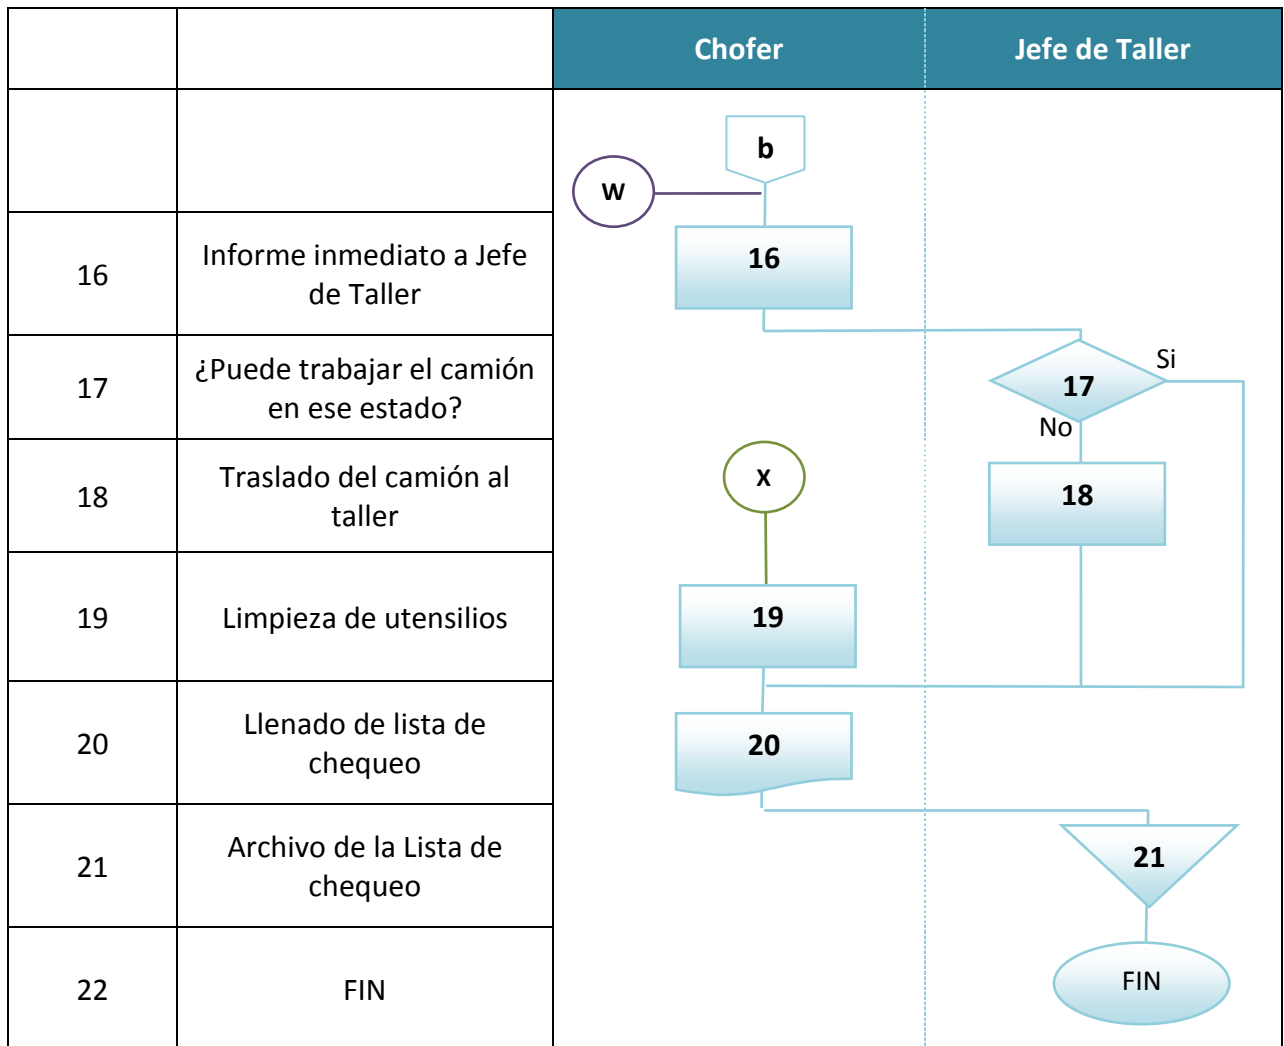 Chofer
Jefe de Taller
b
W
16
Informe inmediato a Jefe
de Taller
16
17
¿Puede trabajar el camión
en ese estado?
17
Si
No
18
Traslado del camión al
taller
X
18
19
Limpieza de utensilios
19
20
Llenado de lista de
chequeo
20
21
Archivo de la Lista de
chequeo
21
22
FIN
FIN